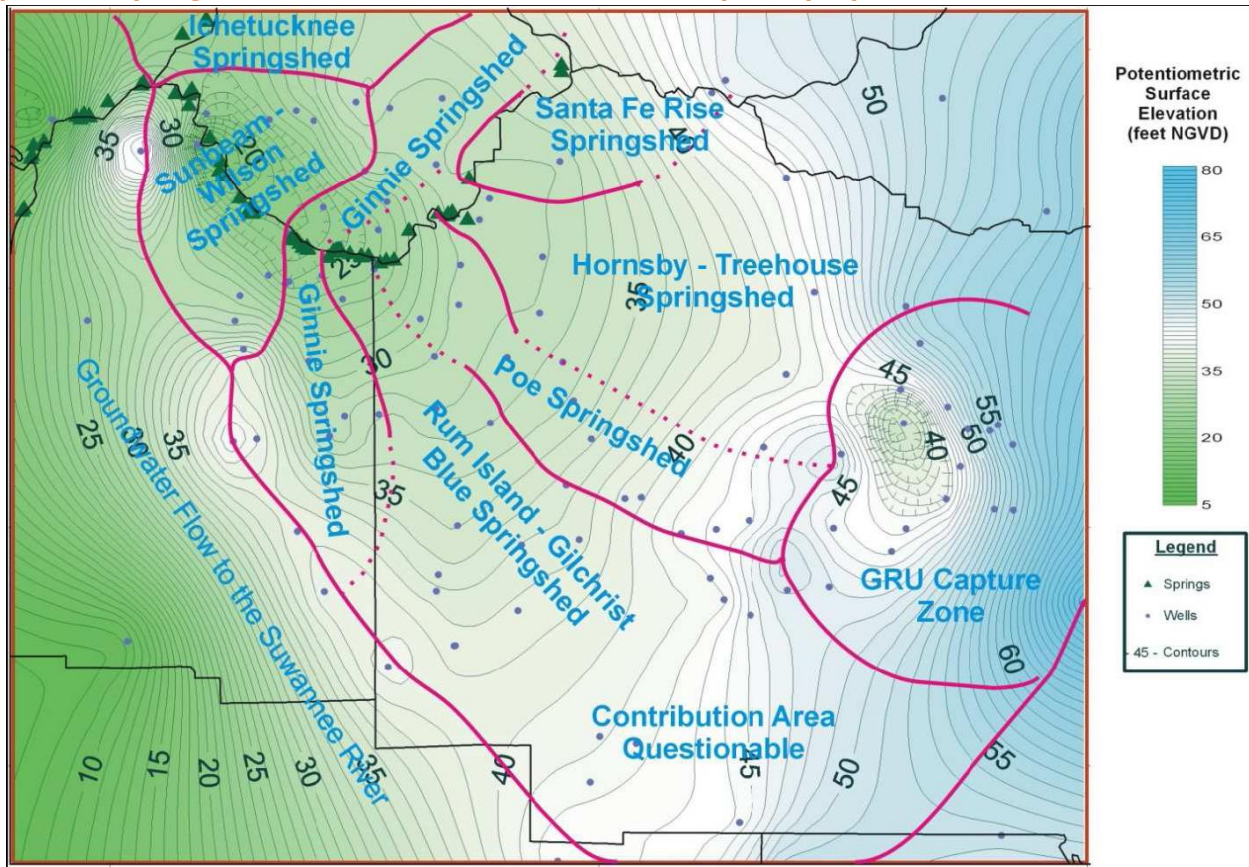 Ichetucknee
Springshed
Sunbeam -
Wilson
Springshed
Ginnie Springshed
Santa Fe Rise
Springshed
Hornsby - Treehouse
Springshed
Ginnie Springshed
Poe Springshed
Rum Island - Gilchrist
Blue Springshed
Groundwater Flow to the Suwannee River
GRU Capture
Zone
Contribution Area
Questionable
35
30
20
25
40
50
35
30
35
40
45
45
40
50
55
60
25
30
35
10
15
20
25
30
35
40
45
50
55
Potentiometric
Surface
Elevation
(feet NGVD)
80
65
50
35
20
5
Legend
Springs
Wells
- 45 - Contours